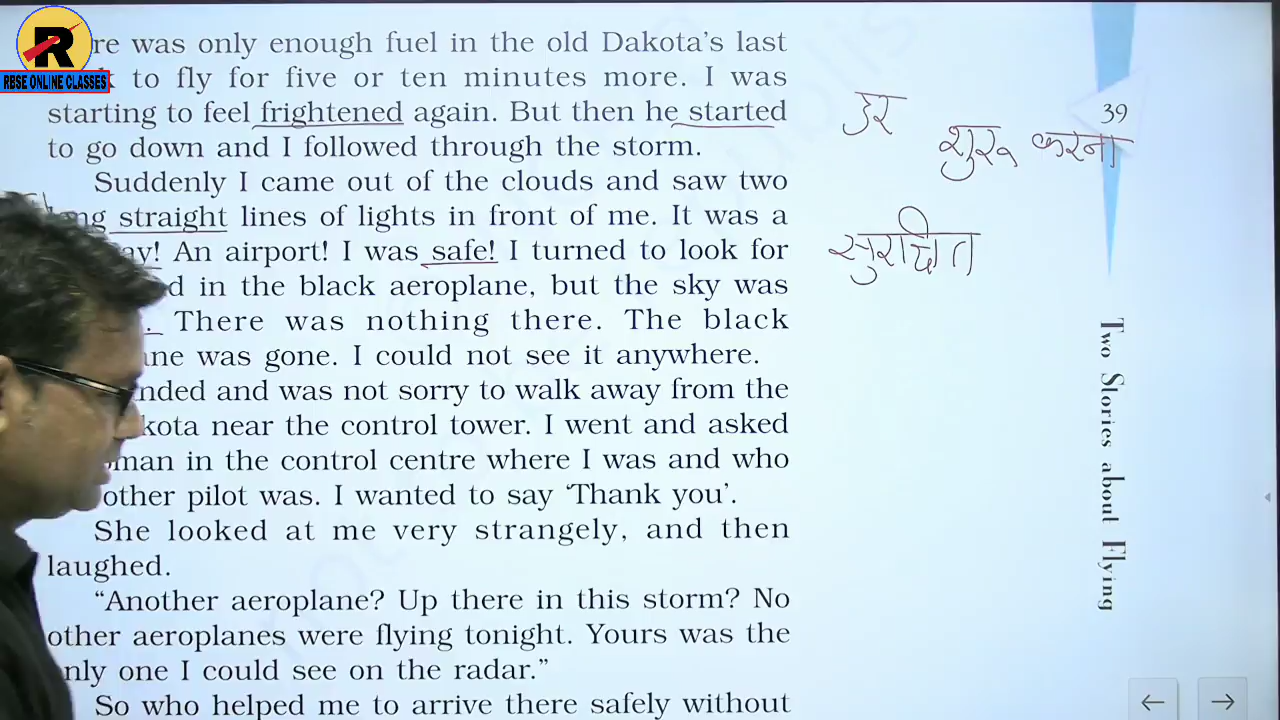 R
RBSE ONLINE CLASSES
re was only enough fuel in the old Dakota's last
to fly for five or ten minutes more. I was
starting to feel frightened again. But then he started
to go down and I followed through the storm.
Suddenly I came out of the clouds and saw two
straight lines of lights in front of me. It was a
An airport! I was safe! I turned to look for
in the black aeroplane, but the sky was
There was nothing there. The black
was gone. I could not see it anywhere.
and was not sorry to walk away from the
near the control tower. I went and asked
in the control centre where I was and who
other pilot was. I wanted to say ‘Thank you’.
She looked at me very strangely, and then
laughed.
“Another aeroplane? Up there in this storm? No
other aeroplanes were flying tonight. Yours was the
only one I could see on the radar.”
So who helped me to arrive there safely without
39
डर
शुरू करना
सुरक्षित
Two Stories about Flying